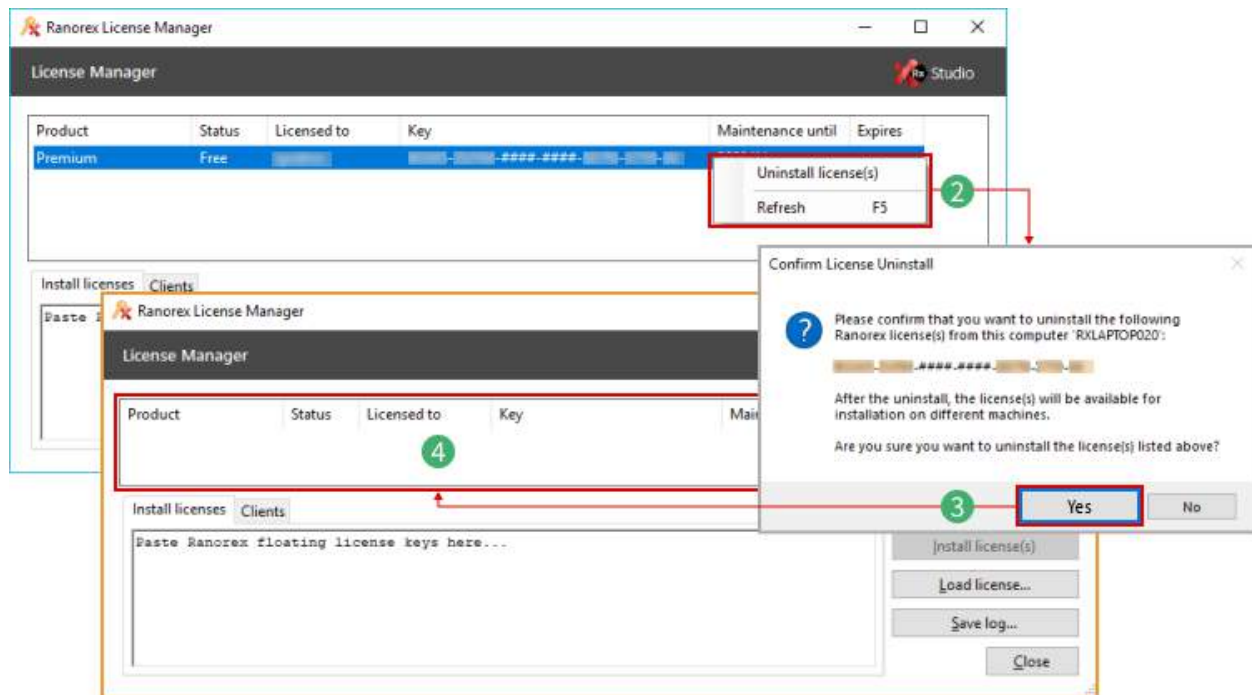 Ranorex License Manager
License Manager
Rx Studio
Product Status Licensed to Key Maintenance until Expires
Premium Free -####-####-
Uninstall license(s)
Refresh F5
2
Install licenses Clients
Paste
Confirm License Uninstall
?
Please confirm that you want to uninstall the following
Ranorex license(s) from this computer 'RXLAPTOP020':
-####-####-
After the uninstall, the license(s) will be available for
installation on different machines.
Are you sure you want to uninstall the license(s) listed above?
3
Yes
No
Ranorex License Manager
License Manager
Product Status Licensed to Key
4
Install licenses Clients
Paste Ranorex floating license keys here...
Install license(s)
Load license...
Save log...
Close